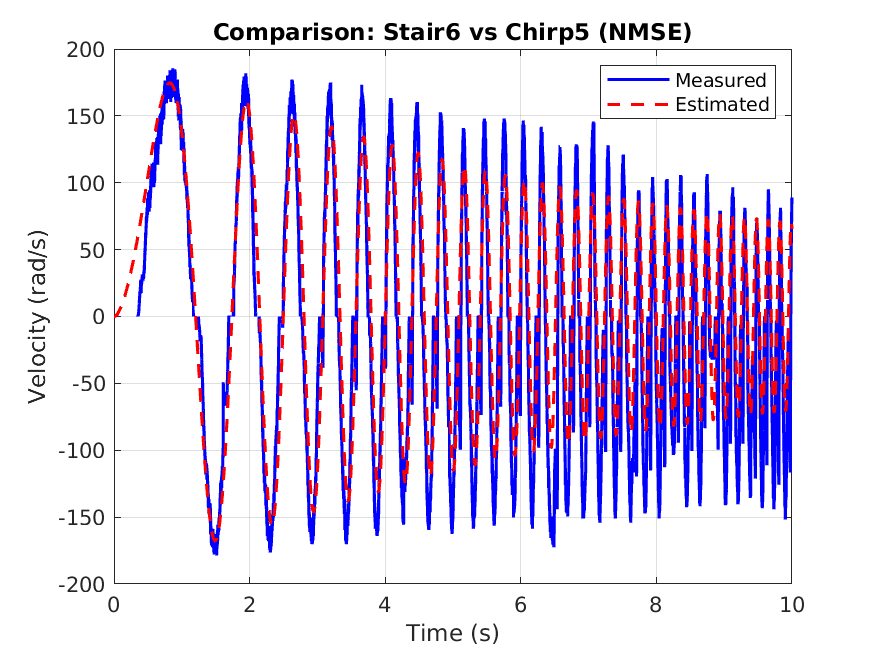 Comparison: Stair6 vs Chirp5 (NMSE)
Measured
Estimated
Velocity (rad/s)
200
150
100
50
0
-50
-100
-150
-200
0 2 4 6 8 10
Time (s)